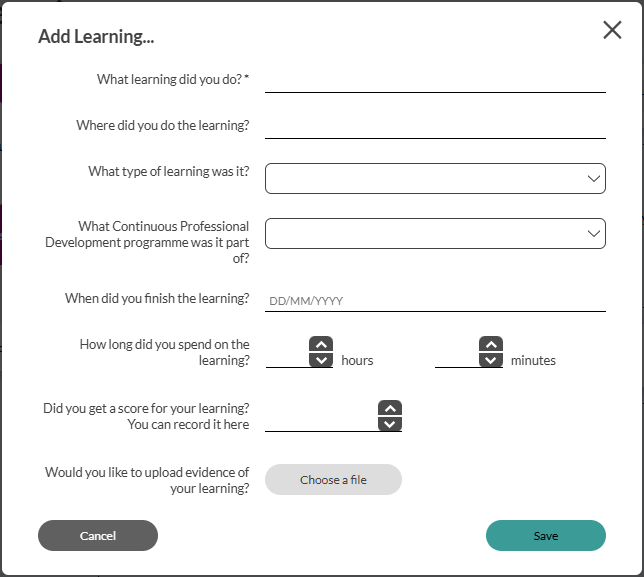 Add Learning...
What learning did you do? *
Where did you do the learning?
What type of learning was it?
What Continuous Professional
Development programme was it part
of?
When did you finish the learning?
DD/MM/YYYY
How long did you spend on the
learning?
hours
minutes
Did you get a score for your learning?
You can record it here
Would you like to upload evidence of
your learning?
Choose a file
Cancel
Save